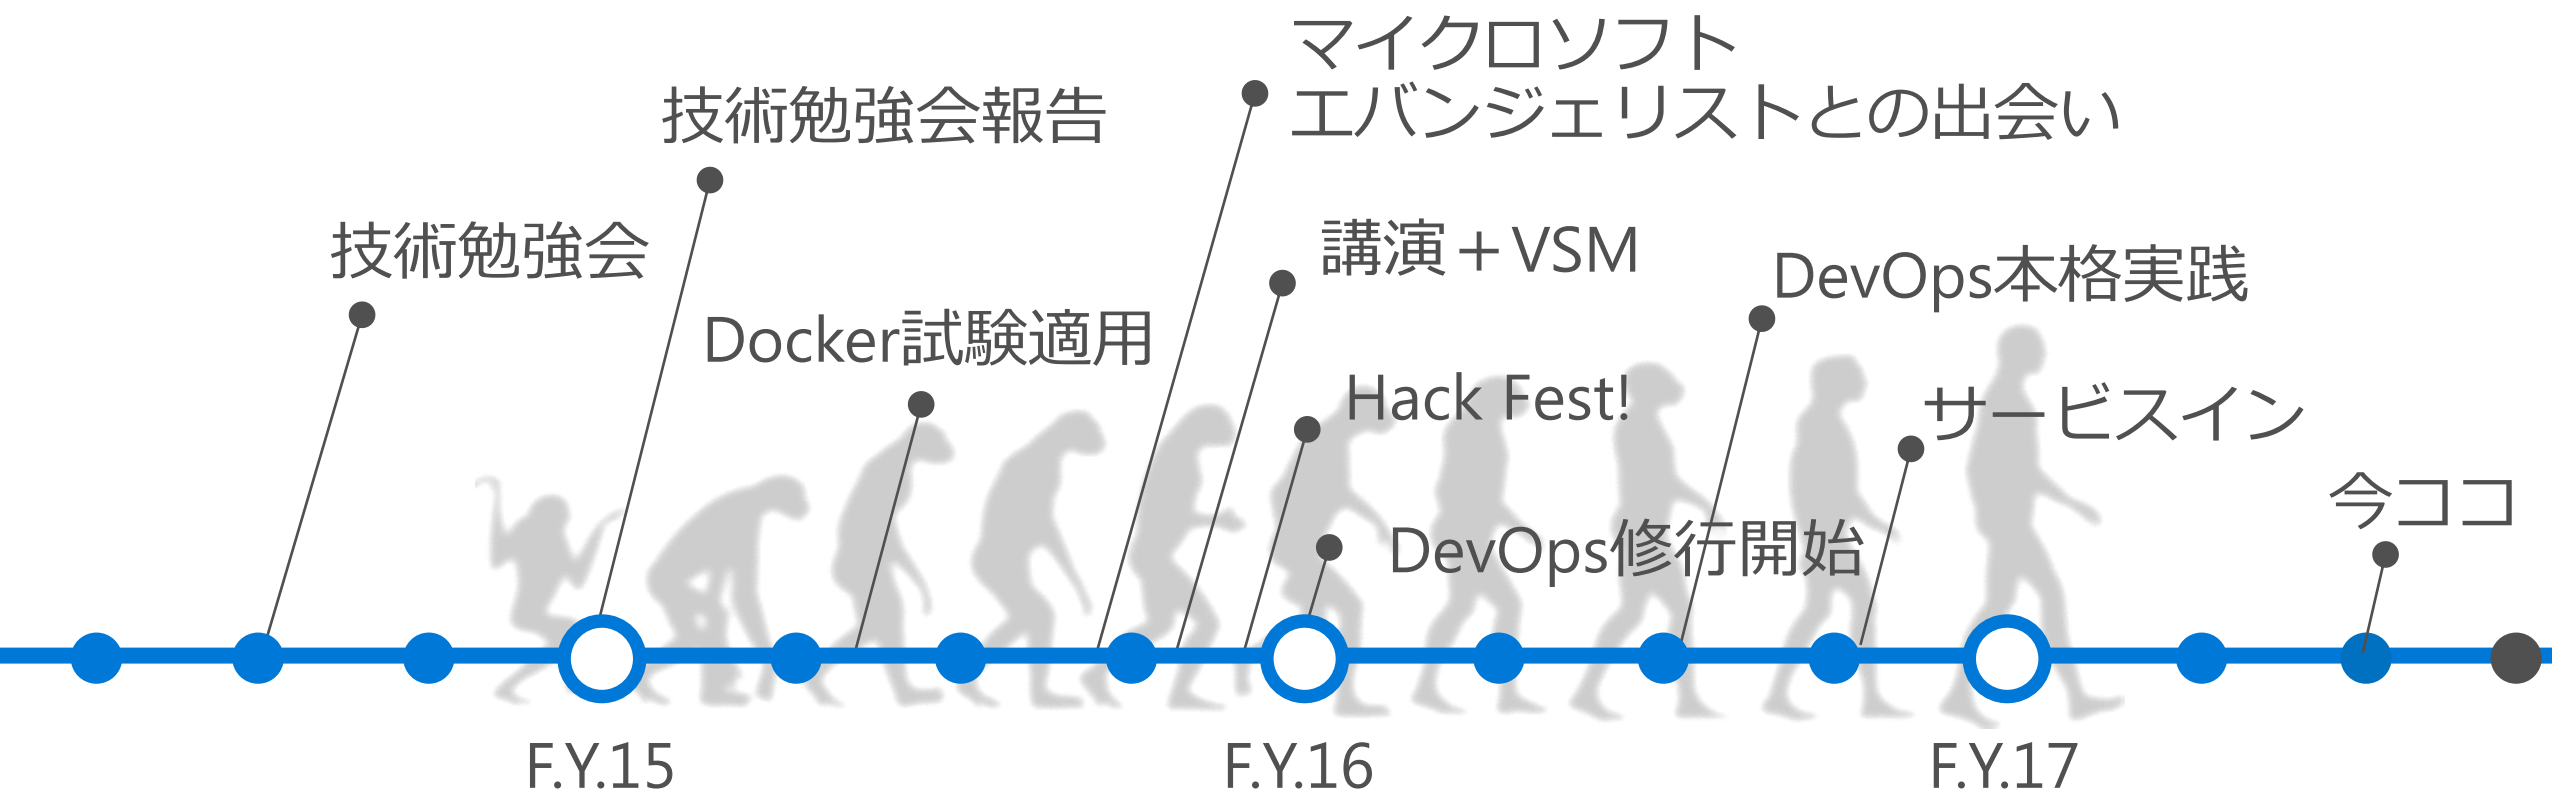 技術勉強会
技術勉強会報告
Docker試験適用
マイクロソフト
エバンジェリストとの出会い
講演＋VSM
Hack Fest!
DevOps修行開始
DevOps本格実践
サービスイン
今ココ
F.Y.15
F.Y.16
F.Y.17